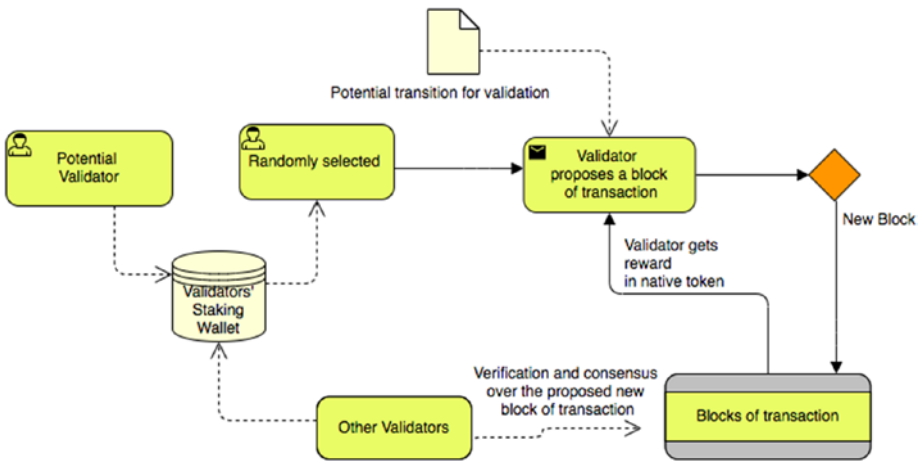 Potential transition for validation
Potential
Validator
Randomly selected
Validator
proposes a block
of transaction
New Block
Validator gets
reward
in native token
Validators'
Staking
Wallet
Verification and consensus
over the proposed new
block of transaction
Other Validators
Blocks of transaction